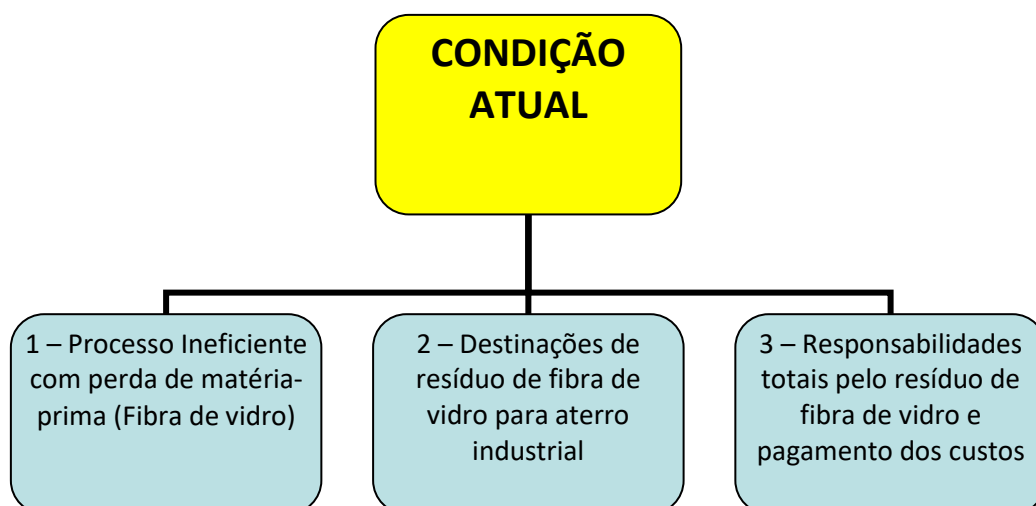 CONDIÇÃO
ATUAL
1 – Processo Ineficiente
com perda de matéria-
prima (Fibra de vidro)
2 – Destinações de
resíduo de fibra de
vidro para aterro
industrial
3 – Responsabilidades
totais pelo resíduo de
fibra de vidro e
pagamento dos custos